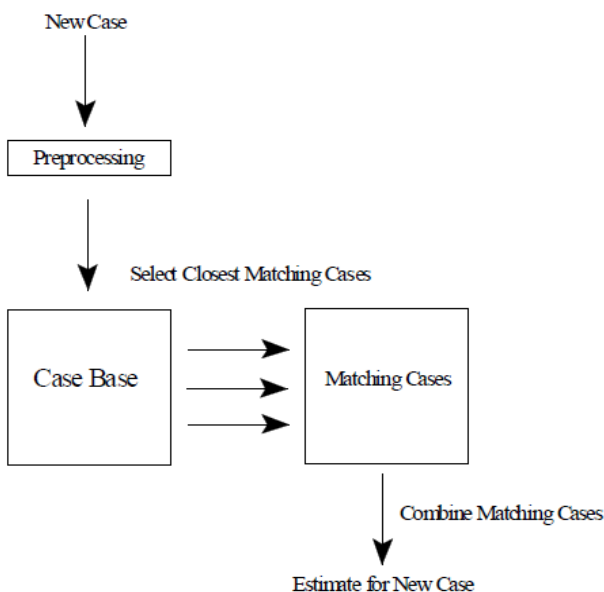 New Case
Preprocessing
Select Closest Matching Cases
Case Base
Matching Cases
Combine Matching Cases
Estimate for New Case